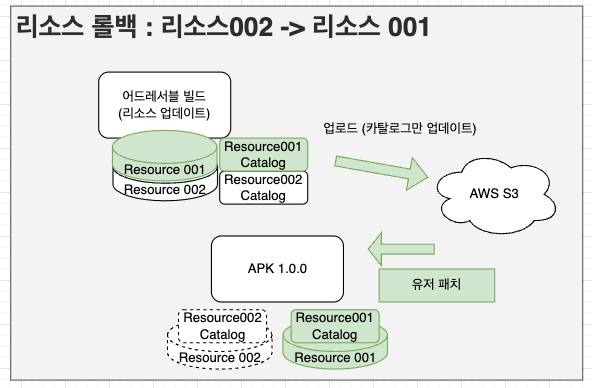 리소스 롤백 : 리소스002 -> 리소스 001
어드레서블 빌드
(리소스 업데이트)
업로드 (카탈로그만 업데이트)
Resource001
Catalog
Resource 001
Resource002
Catalog
Resource 002
AWS S3
APK 1.0.0
유저 패치
Resource002
Catalog
Resource 002
Resource001
Catalog
Resource 001